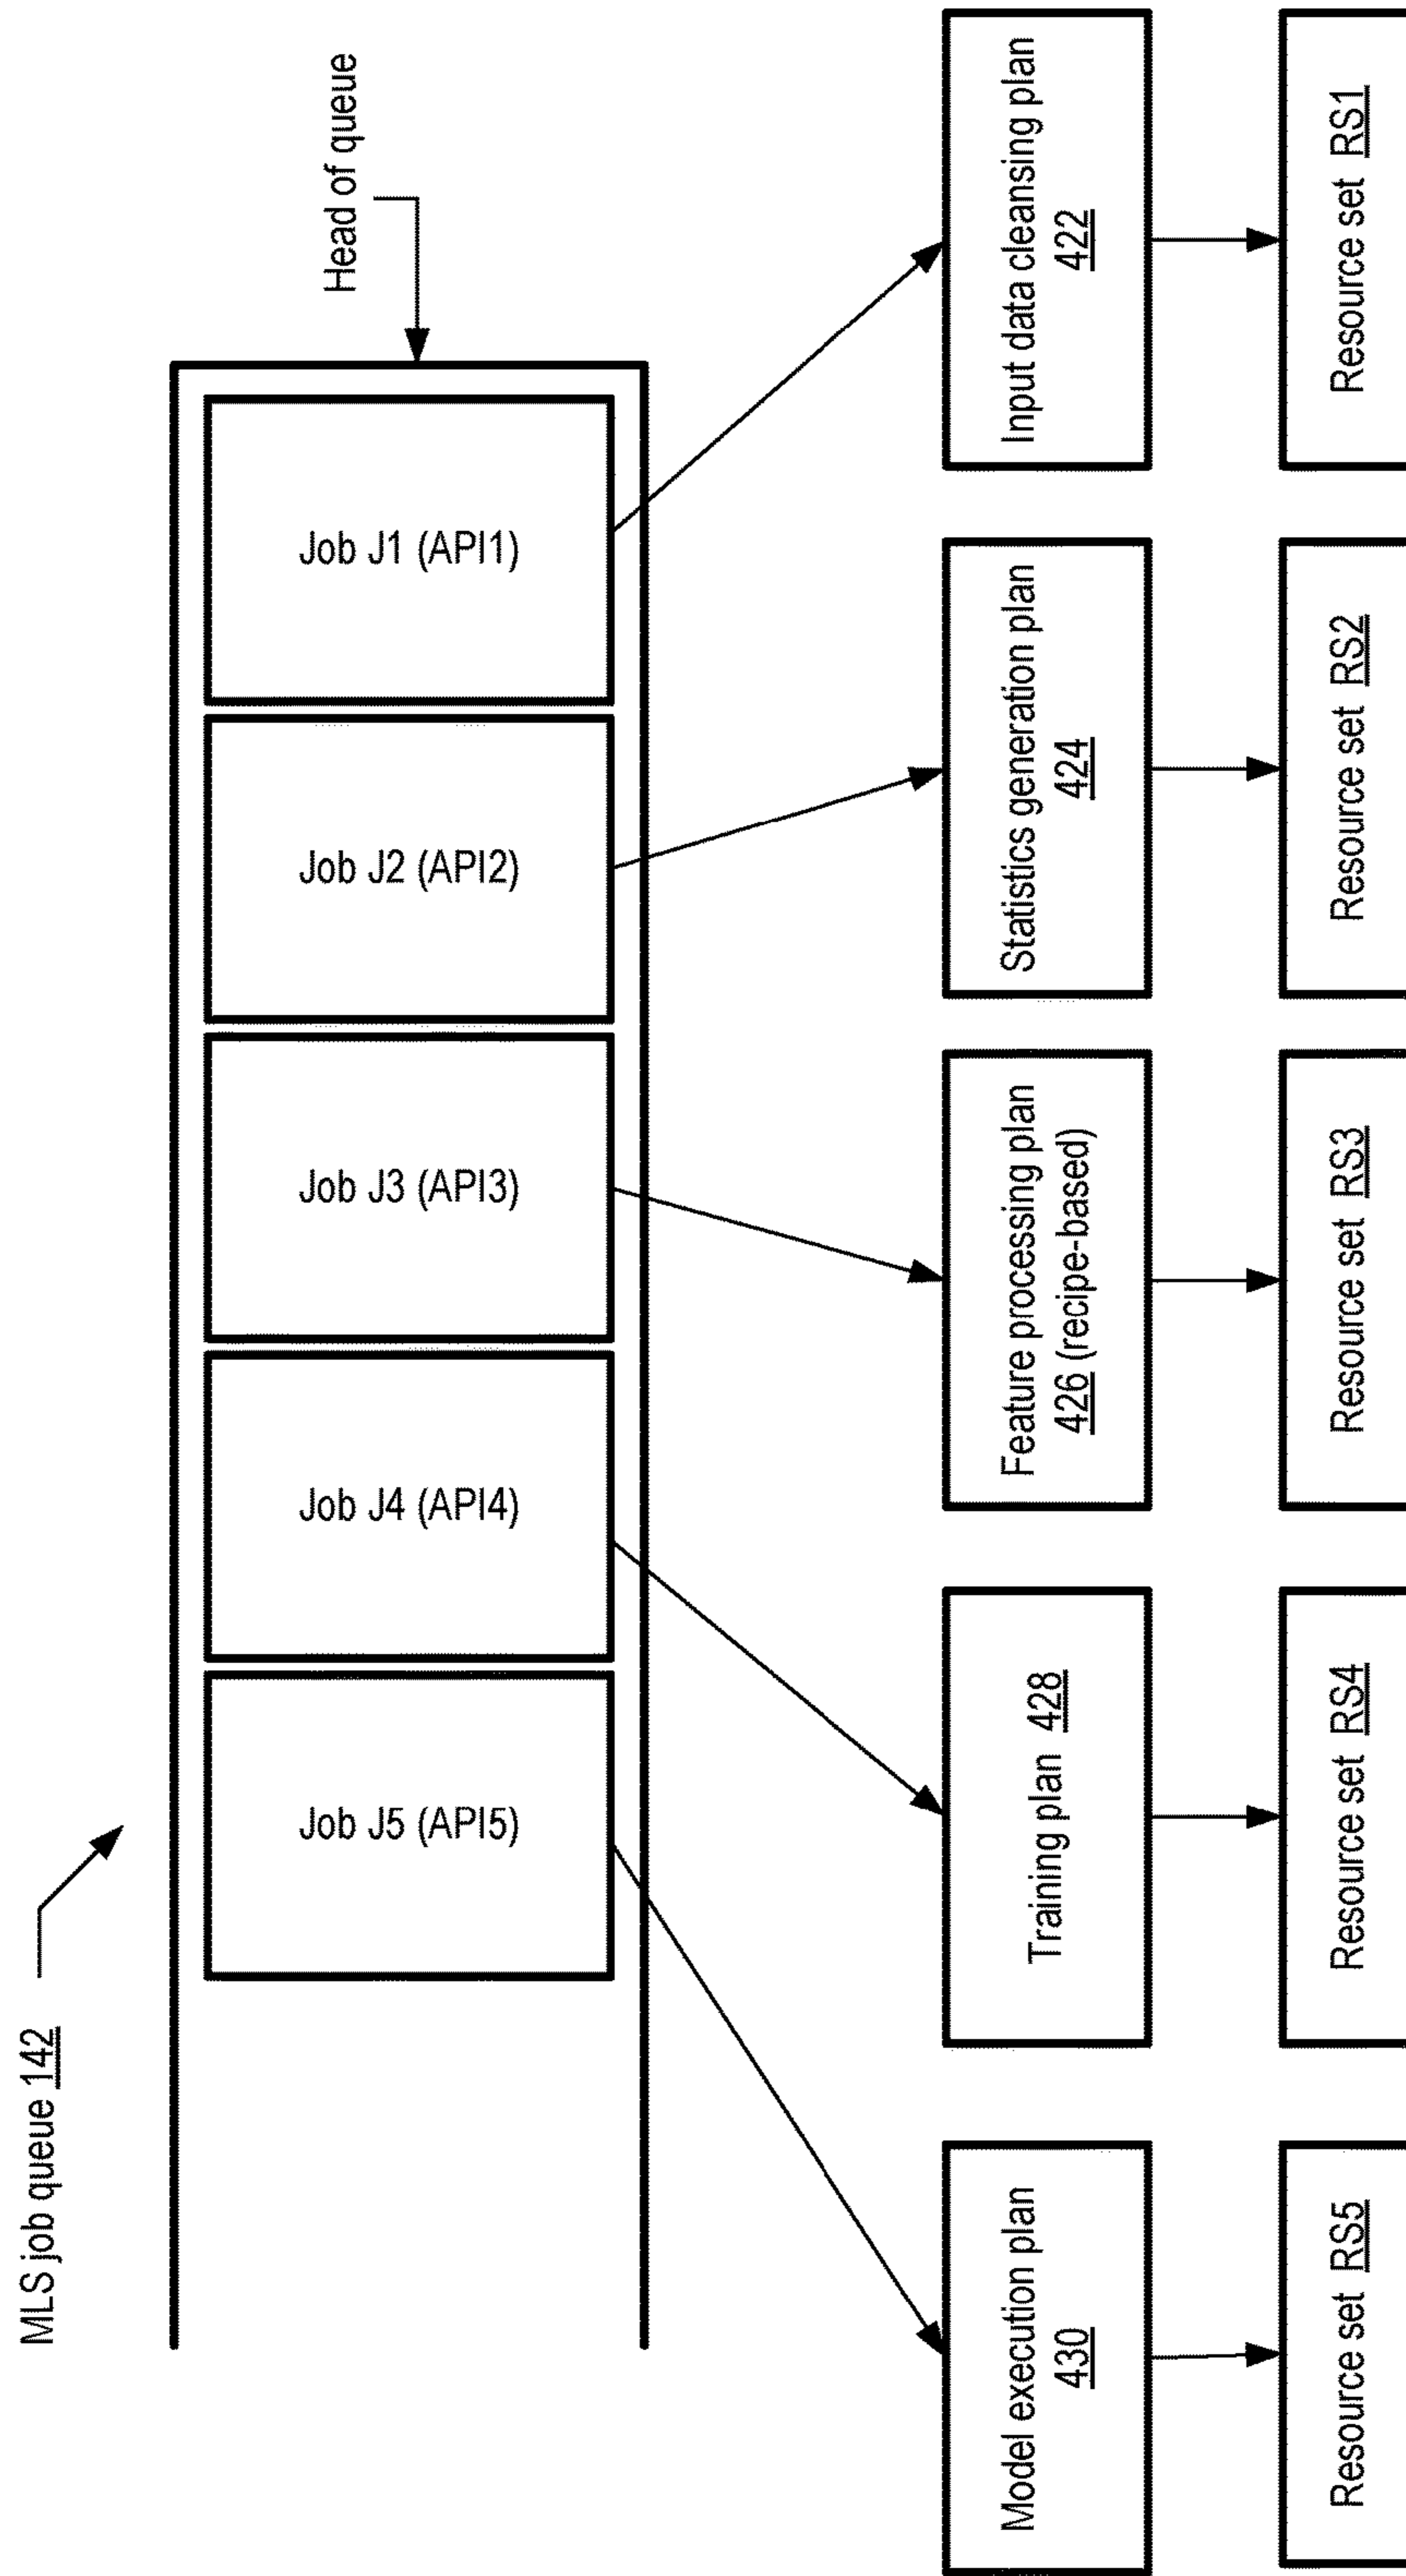 MLS job queue 142
Head of queue
Job J5 (API5)
Job J4 (API4)
Job J3 (API3)
Job J2 (API2)
Job J1 (API1)
Model execution plan
430
Training plan 428
Feature processing plan
426 (recipe-based)
Statistics generation plan
424
Input data cleansing plan
422
Resource set RS5
Resource set RS4
Resource set RS3
Resource set RS2
Resource set RS1